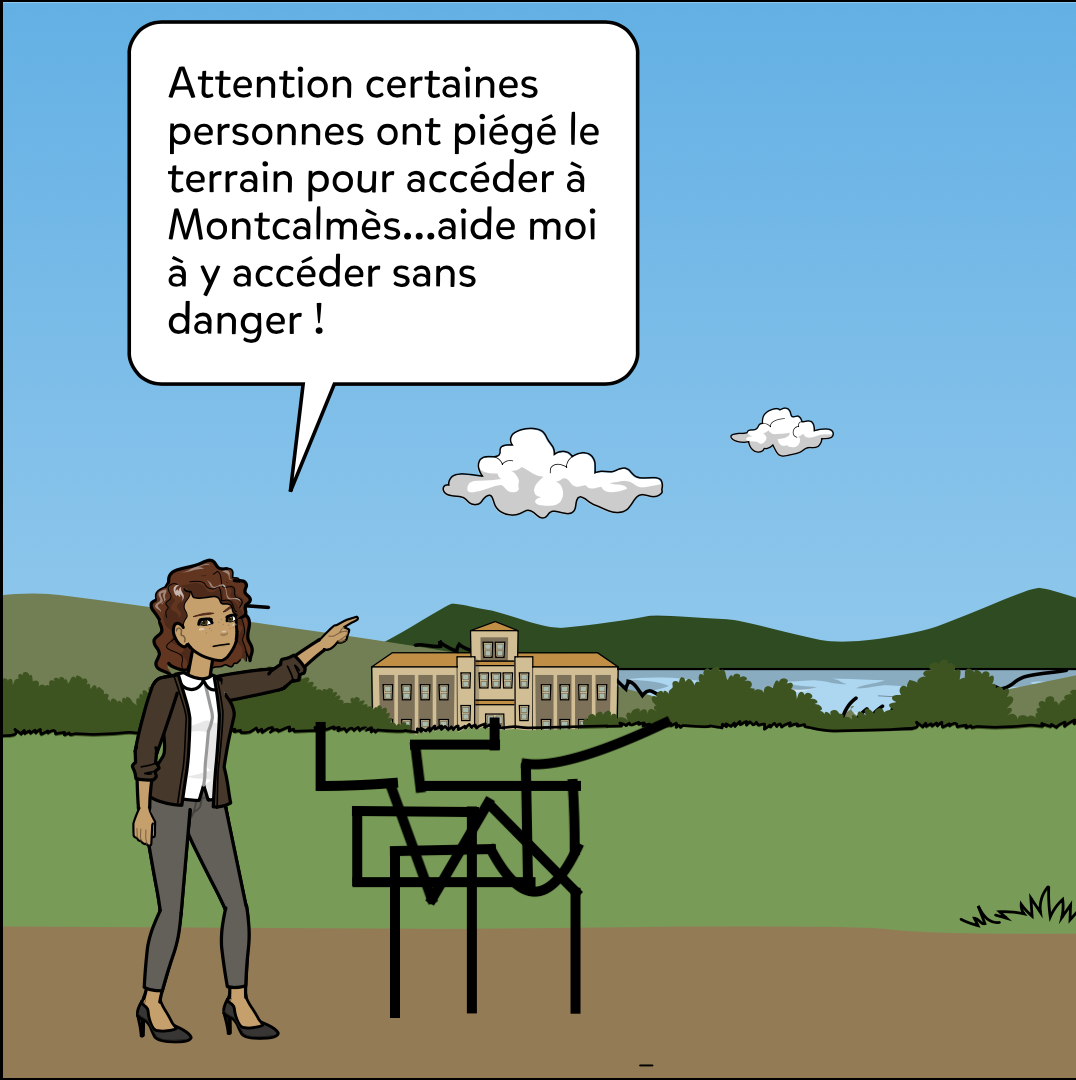 Attention certaines
personnes ont piégé le
terrain pour accéder à
Montcalmès...aide moi
à y accéder sans
danger !